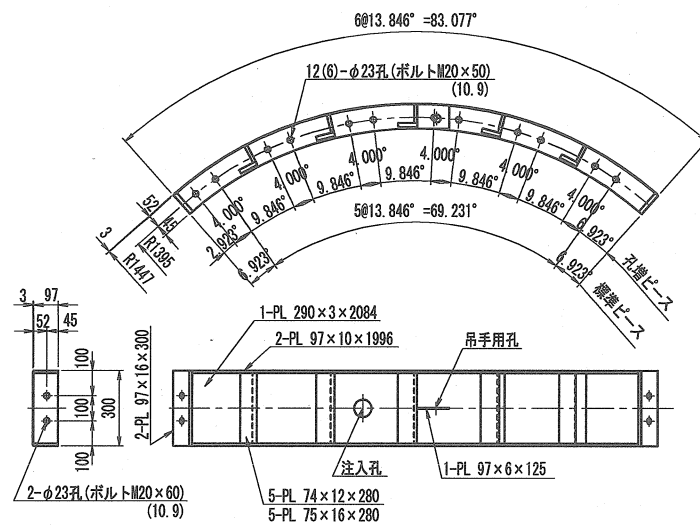 6@13.846° =83.077°
12(6)-φ23孔(ボルトM20×50)
(10.9)
4.000°
4.000°
4.000°
4.000°
4.000°
4.000°
9.846°
9.846°
9.846°
9.846°
9.846°
2.923°
6.923°
5@13.846° =69.231°
6.923°
6.923°
52
45
3
R1395
R1447
孔増ピース
標準ピース
3 97
52 45
100
100
100
300
2-PL 97×16×300
1-PL 290×3×2084
2-PL 97×10×1996
吊手用孔
注入孔
1-PL 97×6×125
2-φ23孔(ボルトM20×60)
(10.9)
5-PL 74×12×280
5-PL 75×16×280